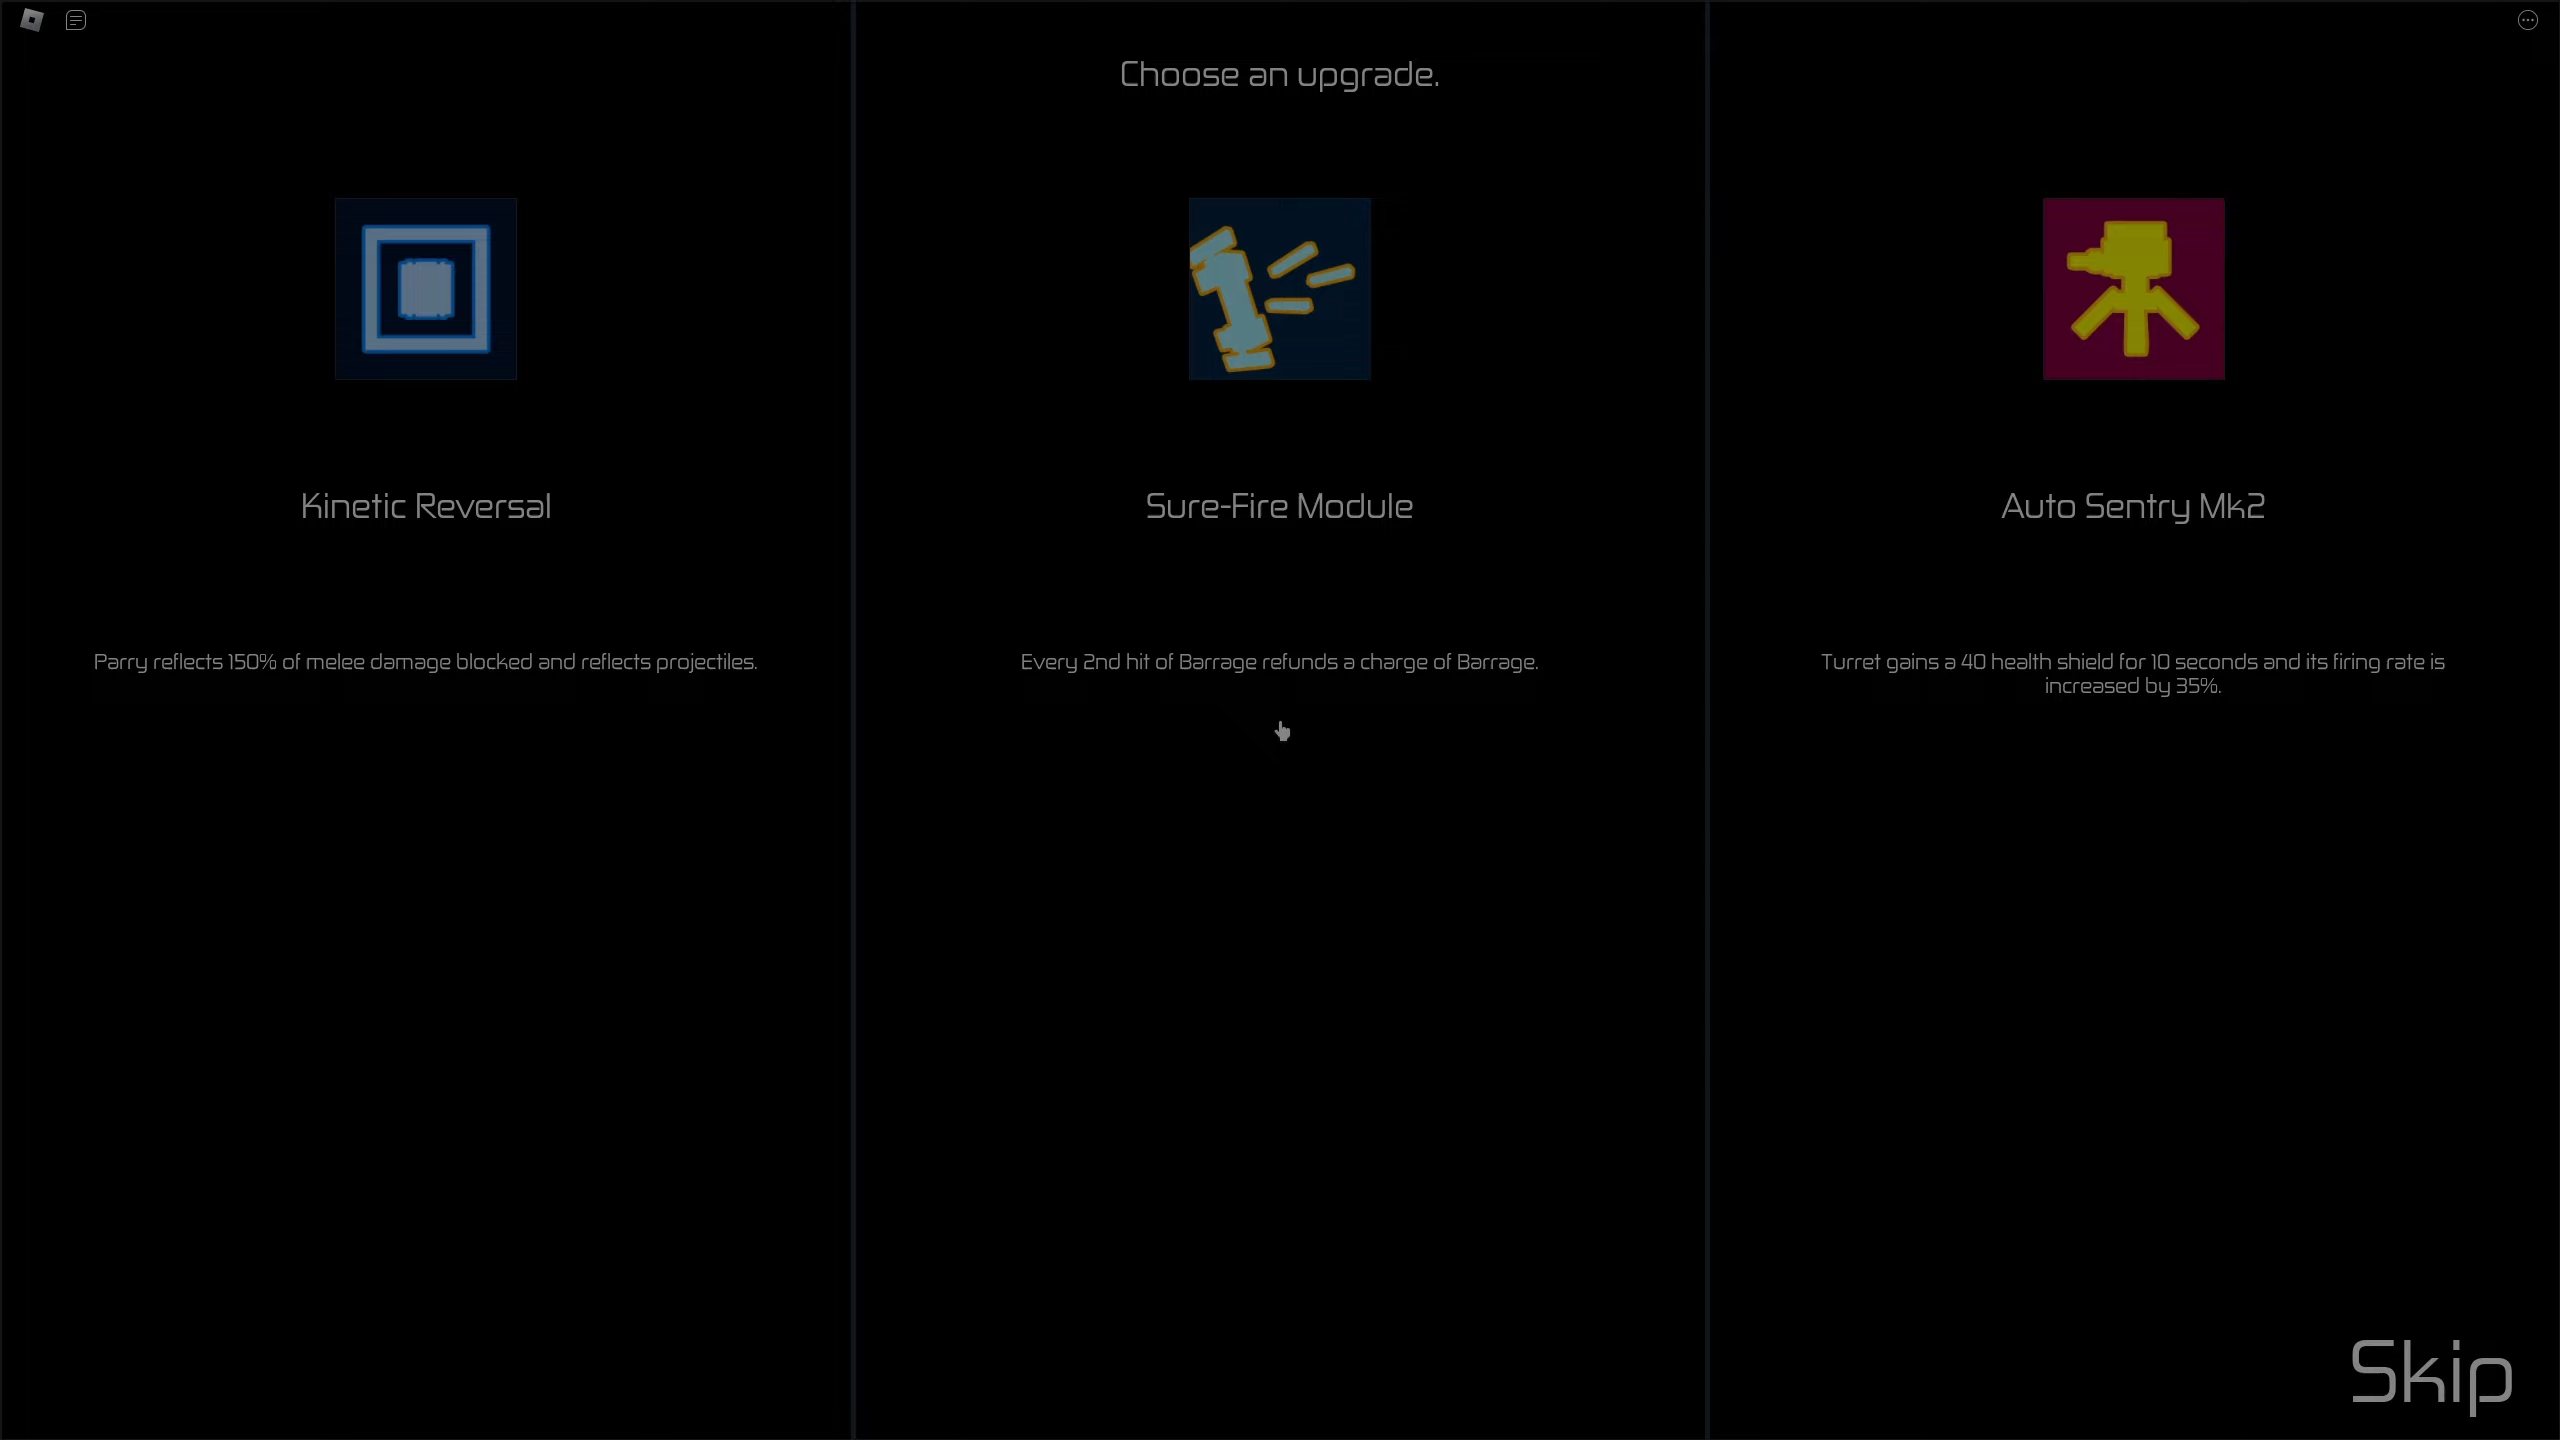 Choose an upgrade.
Kinetic Reversal
Parry reflects 150% of melee damage blocked and reflects projectiles.
Sure-Fire Module
Every 2nd hit of Barrage refunds a charge of Barrage.
Auto Sentry Mk2
Turret gains a 40 health shield for 10 seconds and its firing rate is
increased by 35%.
Skip